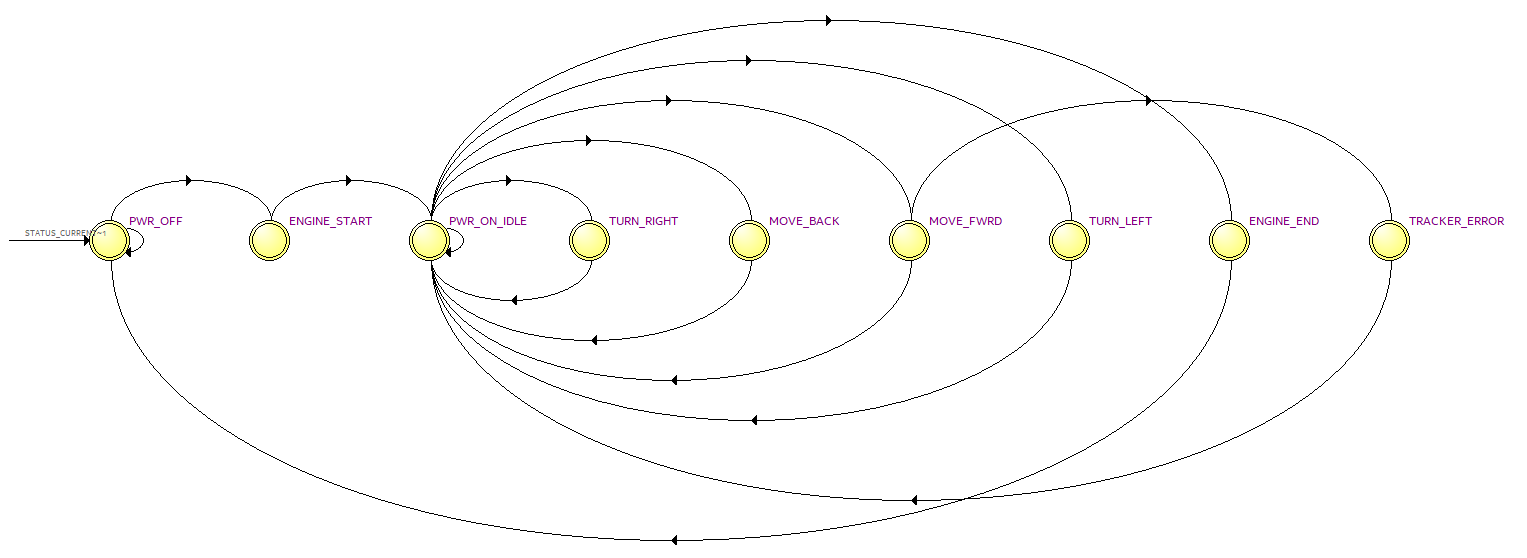 STATUS_CURRENT~1
PWR_OFF
ENGINE_START
PWR_ON_IDLE
TURN_RIGHT
MOVE_BACK
MOVE_FWRD
TURN_LEFT
ENGINE_END
TRACKER_ERROR